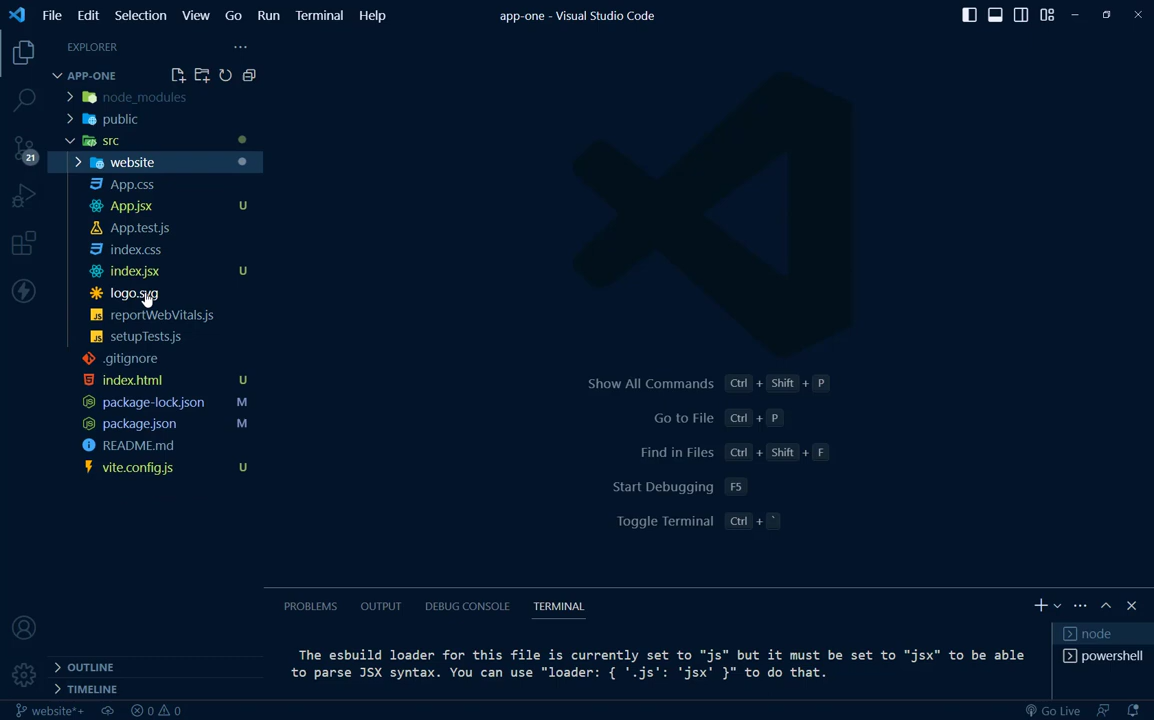 File Edit Selection View Go Run Terminal Help
app-one - Visual Studio Code
EXPLORER
APP-ONE
node_modules
public
src
website
App.css
App.jsx U
App.test.js
index.css
index.jsx U
logo.svg
reportWebVitals.js
setupTests.js
.gitignore
index.html U
package-lock.json M
package.json M
README.md
vite.config.js U
OUTLINE
TIMELINE
21
Show All Commands Ctrl + Shift + P
Go to File Ctrl + P
Find in Files Ctrl + Shift + F
Start Debugging F5
Toggle Terminal Ctrl + `
PROBLEMS OUTPUT DEBUG CONSOLE TERMINAL
The esbuild loader for this file is currently set to "js" but it must be set to "jsx" to be able
to parse JSX syntax. You can use "loader: { '.js': 'jsx' }" to do that.
node
powershell
website*+ 0 0
Go Live